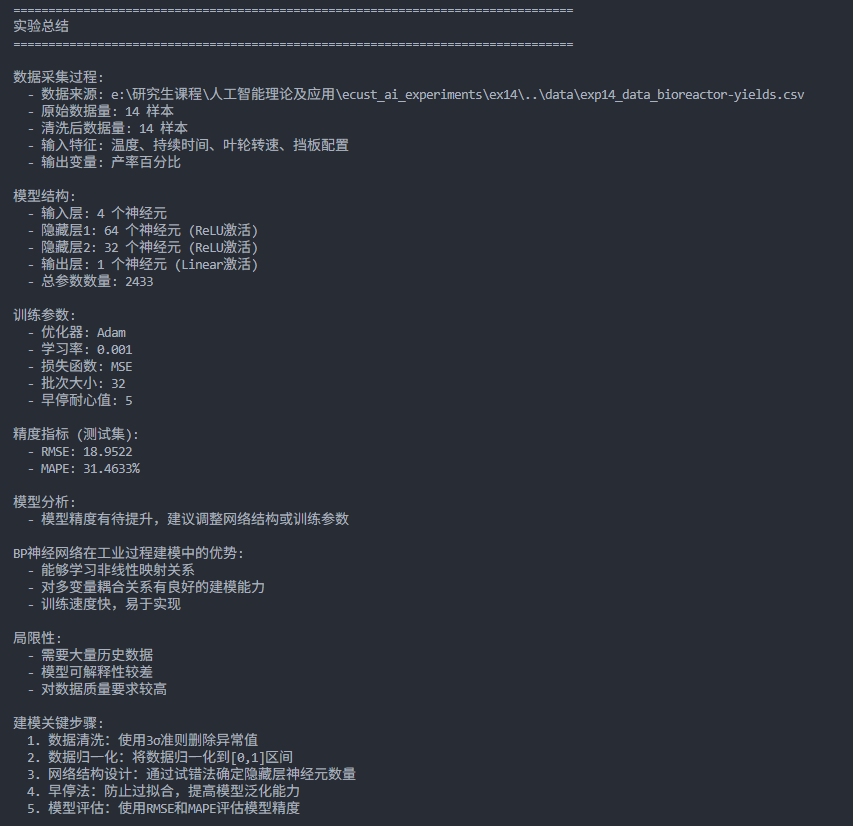 ================================================================================
实验总结
================================================================================
数据采集过程:
- 数据来源: e:\研究生课程\人工智能理论及应用\ecust_ai_experiments\ex14\..\data\exp14_data_bioreactor-yields.csv
- 原始数据量: 14 样本
- 清洗后数据量: 14 样本
- 输入特征: 温度、持续时间、叶轮转速、挡板配置
- 输出变量: 产率百分比
模型结构:
- 输入层: 4 个神经元
- 隐藏层1: 64 个神经元 (ReLU激活)
- 隐藏层2: 32 个神经元 (ReLU激活)
- 输出层: 1 个神经元 (Linear激活)
- 总参数数量: 2433
训练参数:
- 优化器: Adam
- 学习率: 0.001
- 损失函数: MSE
- 批次大小: 32
- 早停耐心值: 5
精度指标 (测试集):
- RMSE: 18.9522
- MAPE: 31.4633%
模型分析:
- 模型精度有待提升，建议调整网络结构或训练参数
BP神经网络在工业过程建模中的优势:
- 能够学习非线性映射关系
- 对多变量耦合关系有良好的建模能力
- 训练速度快，易于实现
局限性:
- 需要大量历史数据
- 模型可解释性较差
- 对数据质量要求较高
建模关键步骤:
1. 数据清洗: 使用3σ准则删除异常值
2. 数据归一化: 将数据归一化到[0,1]区间
3. 网络结构设计: 通过试错法确定隐藏层神经元数量
4. 早停法: 防止过拟合，提高模型泛化能力
5. 模型评估: 使用RMSE和MAPE评估模型精度